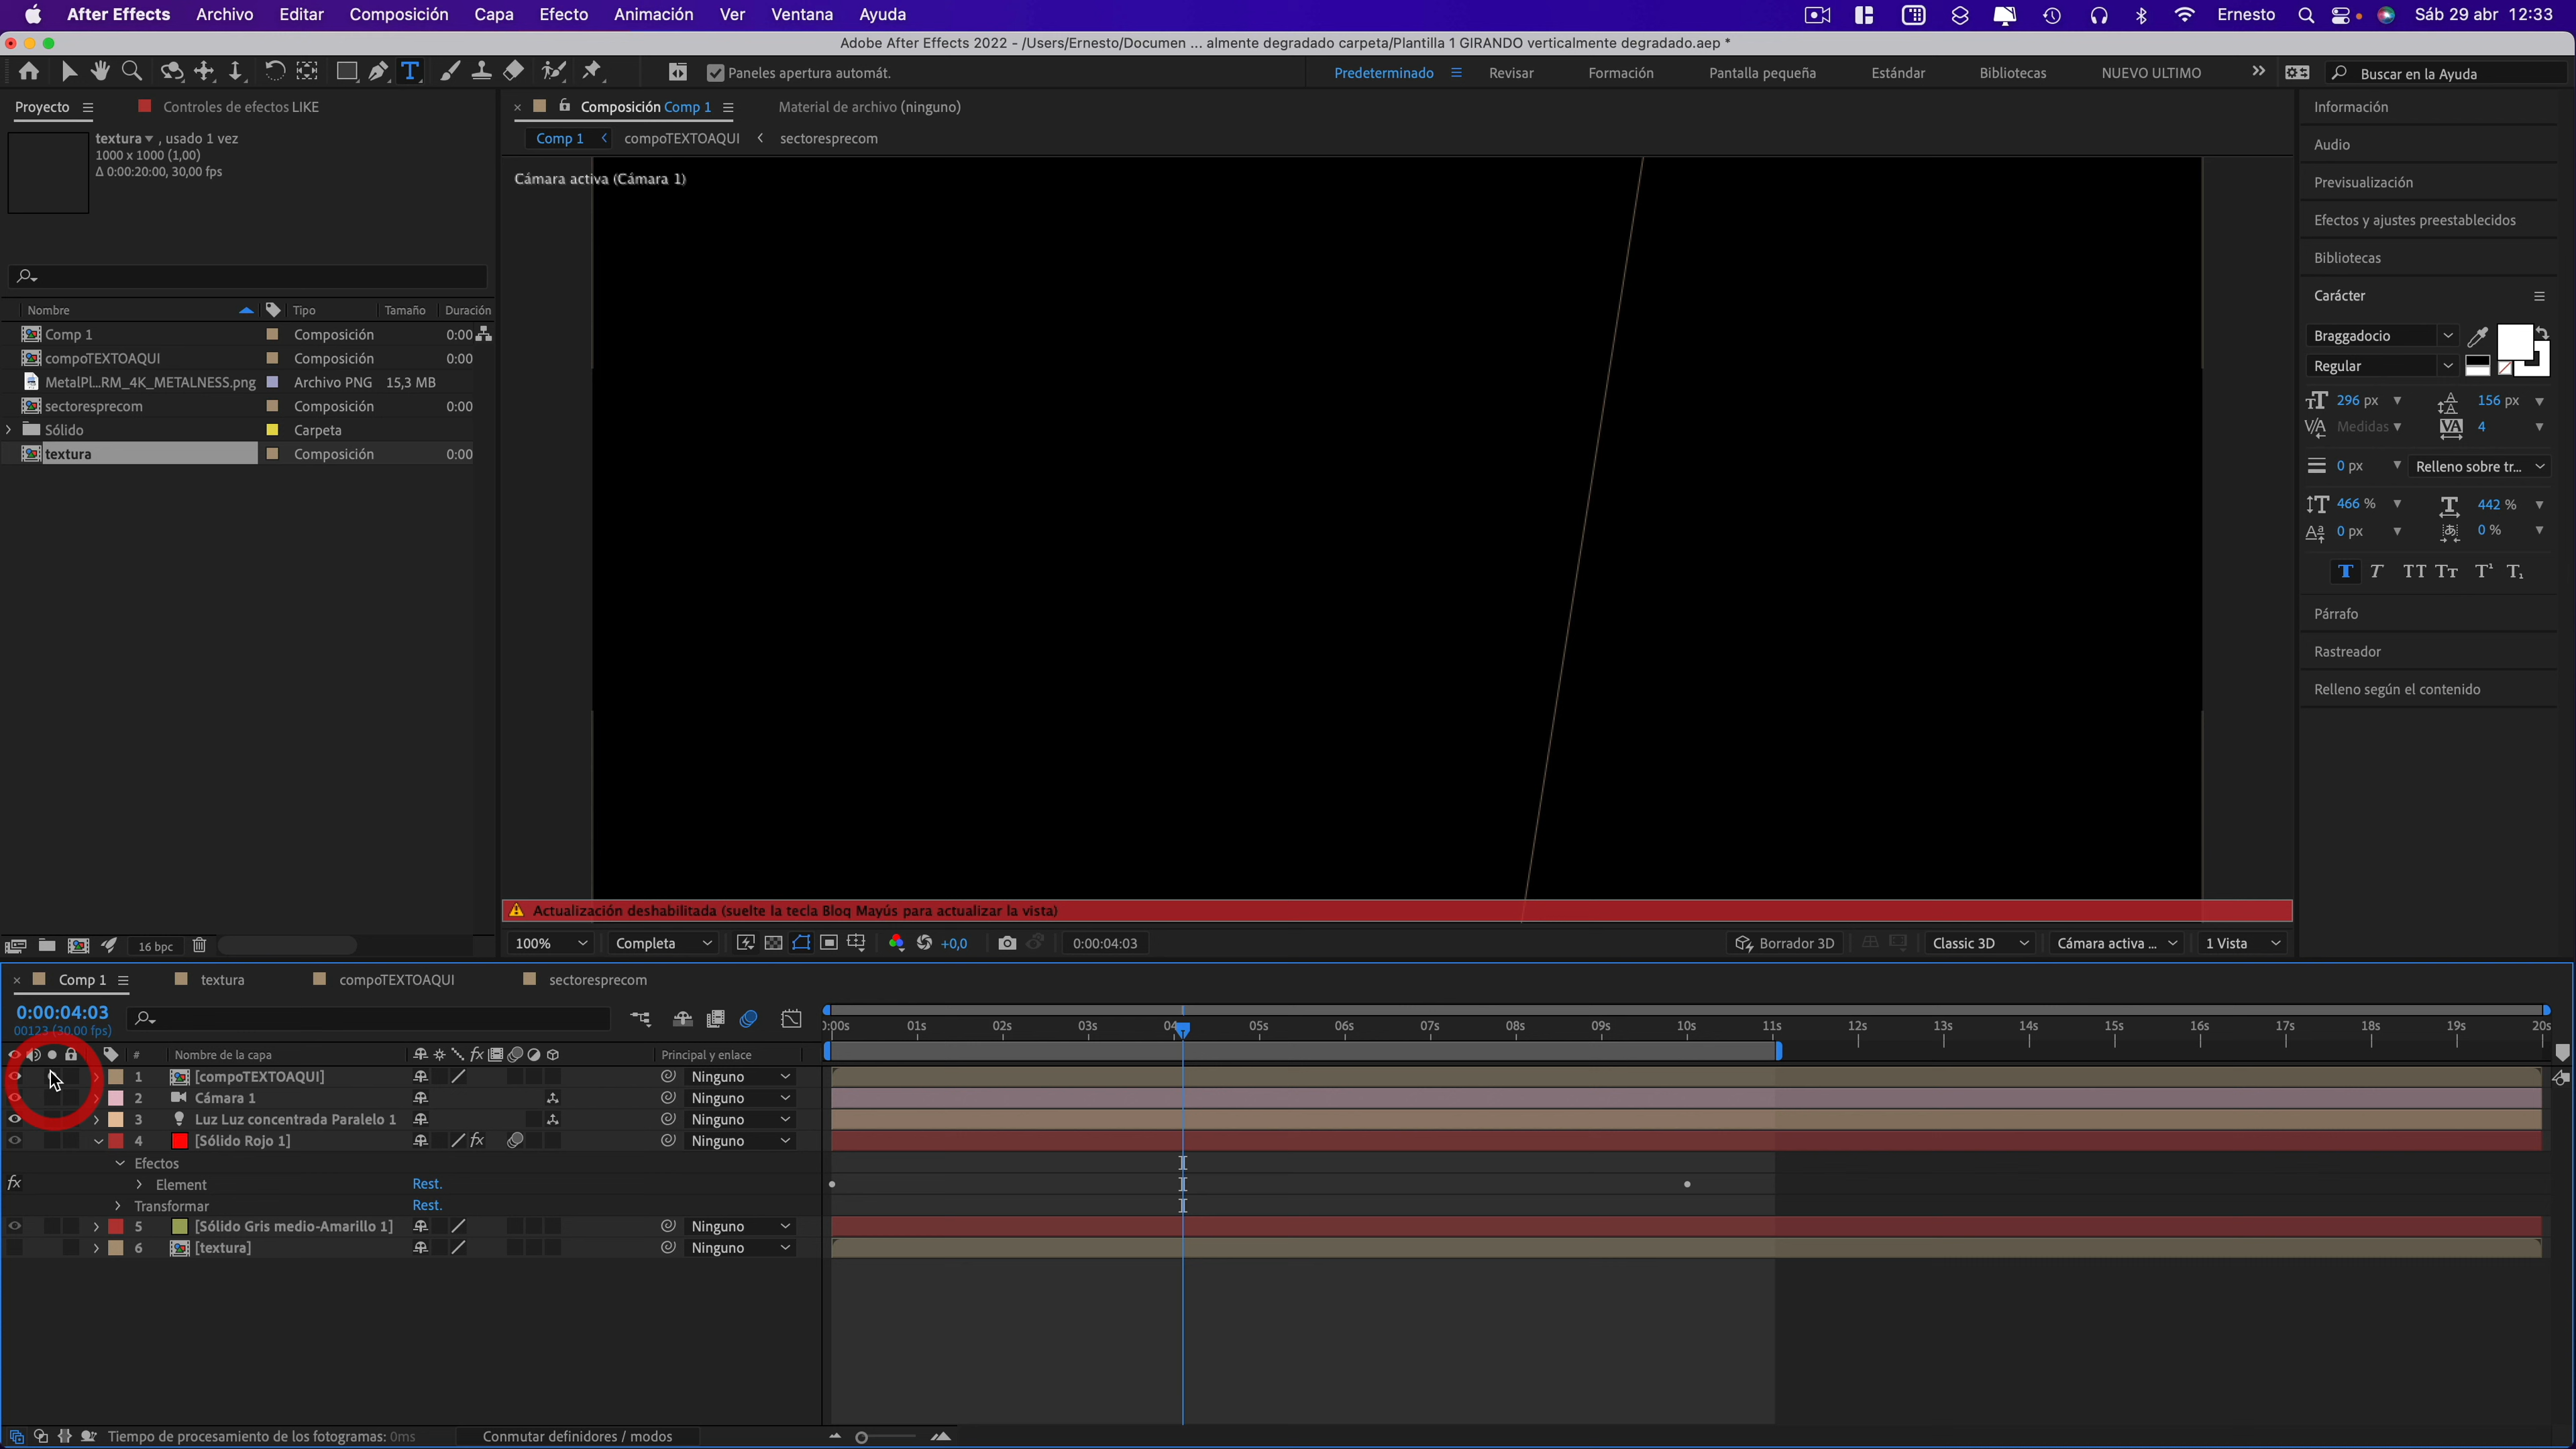 After Effects Archivo Editar Composición Capa Efecto Animación Ver Ventana Ayuda Ernesto Sáb 29 abr 12:33
Adobe After Effects 2022 - /Users/Ernesto/Documen ... almente degradado carpeta/Plantilla 1 GIRANDO verticalmente degradado.aep *
Paneles apertura automát. Predeterminado Revisar Formación Pantalla pequeña Estándar Bibliotecas NUEVO ULTIMO Buscar en la Ayuda
Proyecto Controles de efectos LIKE
textura , usado 1 vez
1000 x 1000 (1,00)
Δ 0:00:20:00, 30,00 fps
Nombre Tipo Tamaño Duración
Comp 1 Composición 0:00
compoTEXTOAQUI Composición 0:00
MetalPl...RM_4K_METALNESS.png Archivo PNG 15,3 MB
sectoresprecom Composición 0:00
Sólido Carpeta
textura Composición 0:00
16 bpc
Composición Comp 1 Material de archivo (ninguno)
Comp 1 compoTEXTOAQUI sectoresprecom
Cámara activa (Cámara 1)
Actualización deshabilitada (suelte la tecla Bloq Mayús para actualizar la vista)
100% Completa +0,0 0:00:04:03 Borrador 3D Classic 3D Cámara activa ... 1 Vista
Información
Audio
Previsualización
Efectos y ajustes preestablecidos
Bibliotecas
Carácter
Braggadocio
Regular
296 px 156 px
Medidas 4
0 px Relleno sobre tr...
466 % 442 %
0 px 0 %
T T TT Tт T¹ T₁
Párrafo
Rastreador
Relleno según el contenido
Comp 1 textura compoTEXTOAQUI sectoresprecom
0:00:04:03
00123 (30.00 fps)
0:00s 01s 02s 03s 04 05s 06s 07s 08s 09s 10s 11s 12s 13s 14s 15s 16s 17s 18s 19s 20s
# Nombre de la capa fx Principal y enlace
1 [compoTEXTOAQUI] Ninguno
2 Cámara 1 Ninguno
3 Luz Luz concentrada Paralelo 1 Ninguno
4 [Sólido Rojo 1] fx Ninguno
Efectos
fx Element Rest.
Transformar Rest.
5 [Sólido Gris medio-Amarillo 1] Ninguno
6 [textura] Ninguno
Tiempo de procesamiento de los fotogramas: 0ms Conmutar definidores / modos